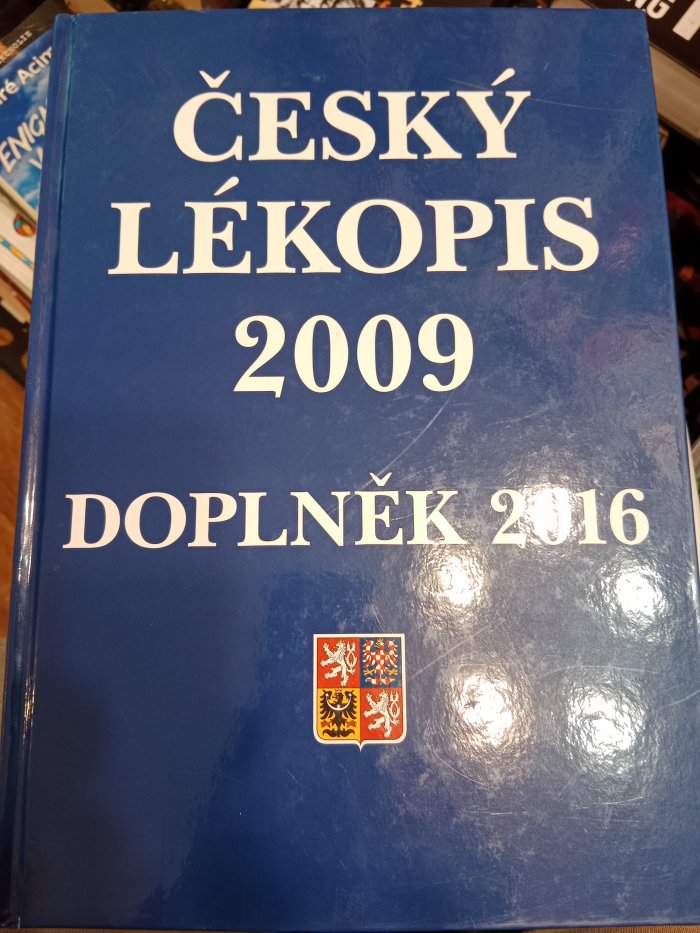 ČESKÝ
LÉKOPIS
2009
DOPLNĚK 2016